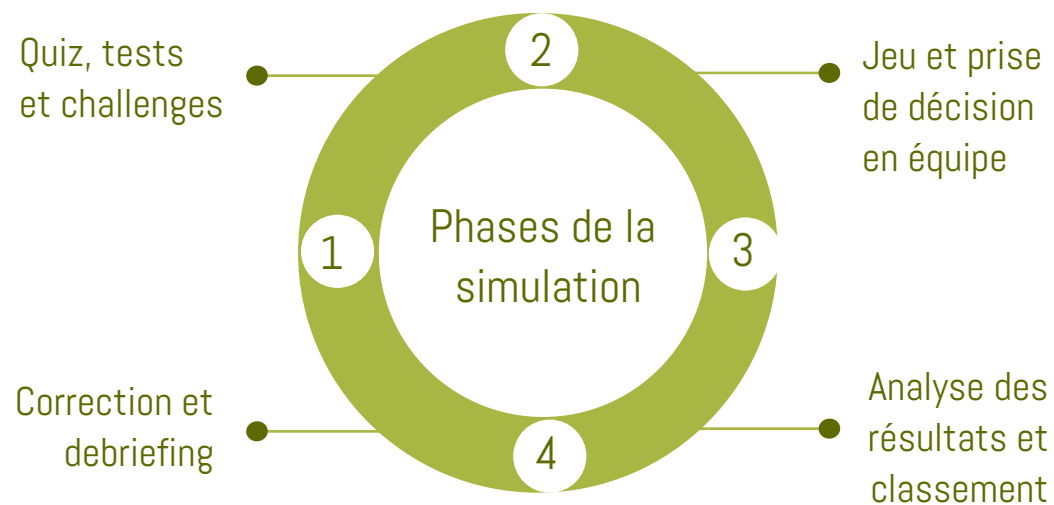 Quiz, tests
et challenges
2
Jeu et prise
de décision
en équipe
1
Phases de la
simulation
3
Correction et
debriefing
4
Analyse des
résultats et
classement